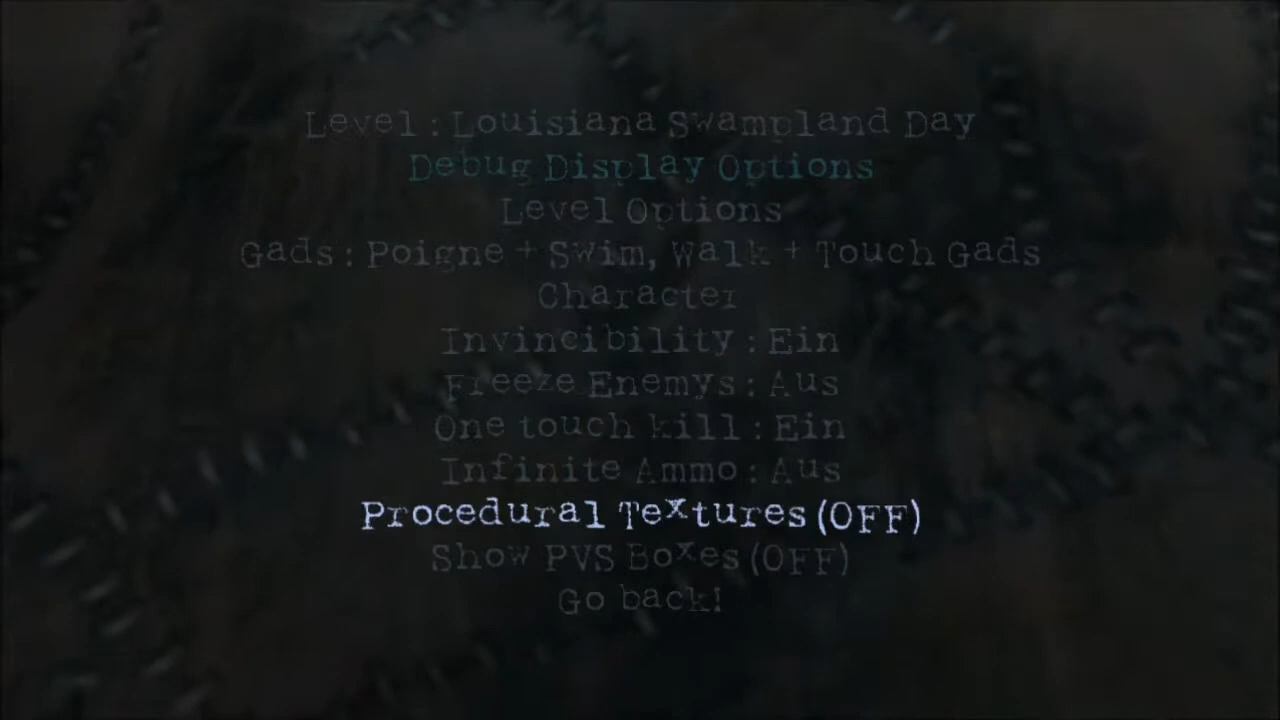 Level : Louisiana Swampland Day
Debug Display Options
Level Options
Gads : Poigne + Swim, Walk + Touch Gads
Character
Invincibility : Ein
Freeze Enemys : Aus
One touch kill : Ein
Infinite Ammo : Aus
Procedural Textures (OFF)
Show PVS Boxes (OFF)
Go back!